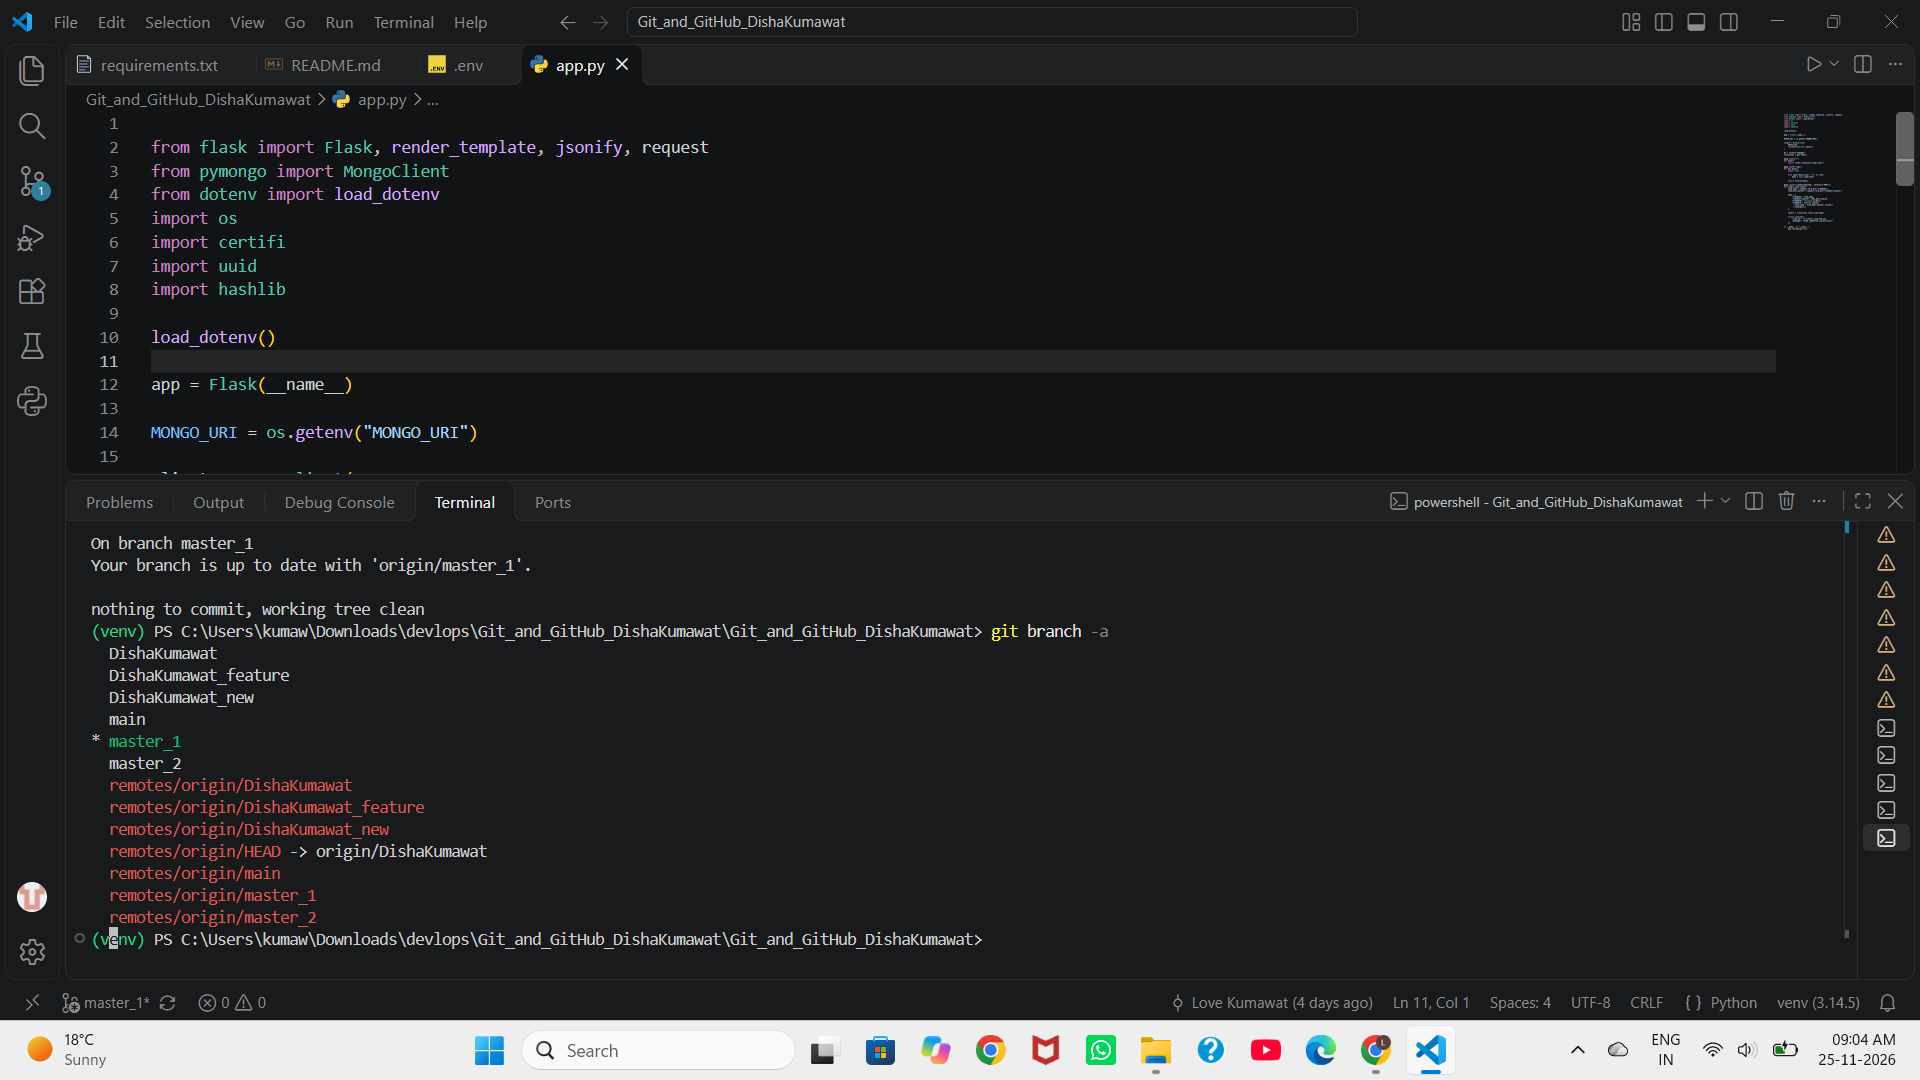 File Edit Selection View Go Run Terminal Help
Git_and_GitHub_DishaKumawat
requirements.txt
README.md
.env
app.py
Git_and_GitHub_DishaKumawat > app.py > ...
1
2 from flask import Flask, render_template, jsonify, request
3 from pymongo import MongoClient
4 from dotenv import load_dotenv
5 import os
6 import certifi
7 import uuid
8 import hashlib
9
10 load_dotenv()
11
12 app = Flask(__name__)
13
14 MONGO_URI = os.getenv("MONGO_URI")
15
1
Problems Output Debug Console Terminal Ports
powershell - Git_and_GitHub_DishaKumawat
On branch master_1
Your branch is up to date with 'origin/master_1'.
nothing to commit, working tree clean
(venv) PS C:\Users\kumaw\Downloads\devlops\Git_and_GitHub_DishaKumawat\Git_and_GitHub_DishaKumawat> git branch -a
DishaKumawat
DishaKumawat_feature
DishaKumawat_new
main
* master_1
master_2
remotes/origin/DishaKumawat
remotes/origin/DishaKumawat_feature
remotes/origin/DishaKumawat_new
remotes/origin/HEAD -> origin/DishaKumawat
remotes/origin/main
remotes/origin/master_1
remotes/origin/master_2
(venv) PS C:\Users\kumaw\Downloads\devlops\Git_and_GitHub_DishaKumawat\Git_and_GitHub_DishaKumawat>
master_1* 0 0 Love Kumawat (4 days ago) Ln 11, Col 1 Spaces: 4 UTF-8 CRLF { } Python venv (3.14.5)
18°C
Sunny
Search
ENG
IN
09:04 AM
25-11-2026